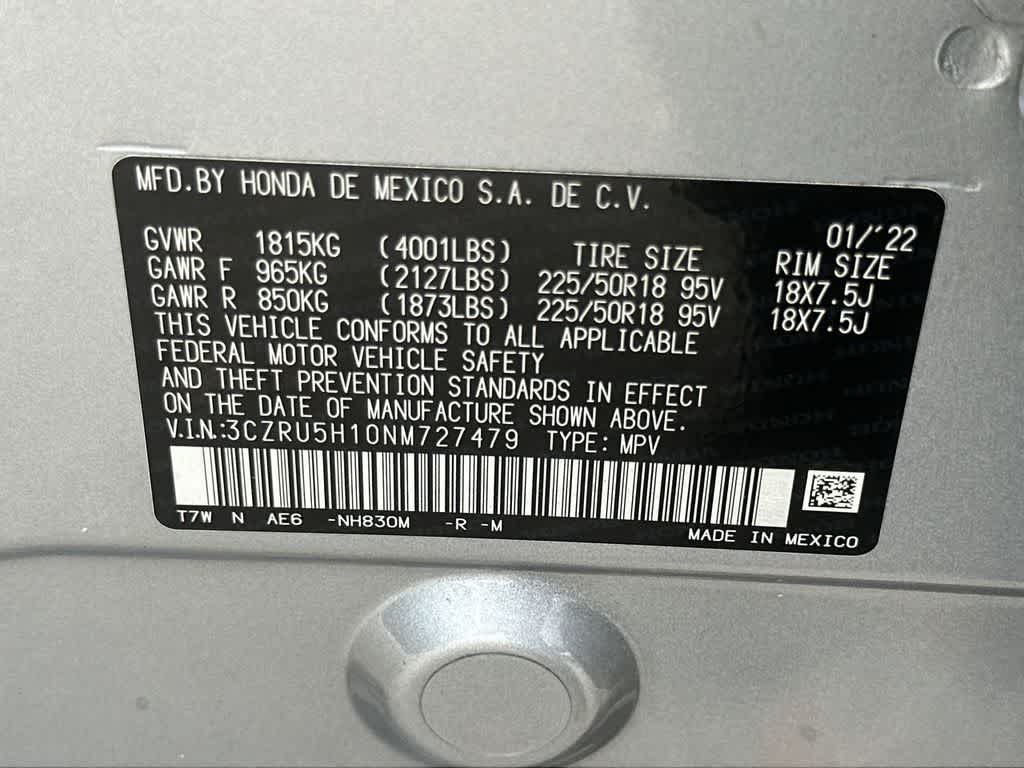 MFD.BY HONDA DE MEXICO S.A. DE C.V.
01/'22
GVWR 1815KG (4001LBS) TIRE SIZE RIM SIZE
GAWR F 965KG (2127LBS) 225/50R18 95V 18X7.5J
GAWR R 850KG (1873LBS) 225/50R18 95V 18X7.5J
THIS VEHICLE CONFORMS TO ALL APPLICABLE
FEDERAL MOTOR VEHICLE SAFETY
AND THEFT PREVENTION STANDARDS IN EFFECT
ON THE DATE OF MANUFACTURE SHOWN ABOVE.
V.I.N.:3CZRU5H10NM727479 TYPE: MPV
T7W N AE6 -NH830M -R -M
MADE IN MEXICO